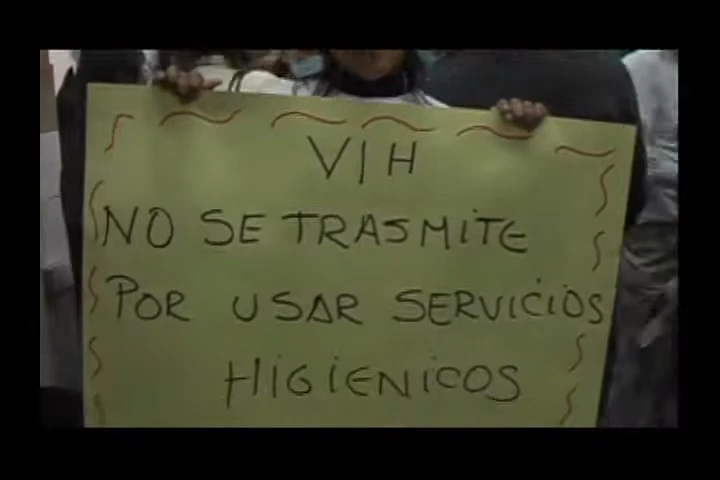 VIH
NO SE TRASMITE
POR USAR SERVICIOS
HIGIENICOS